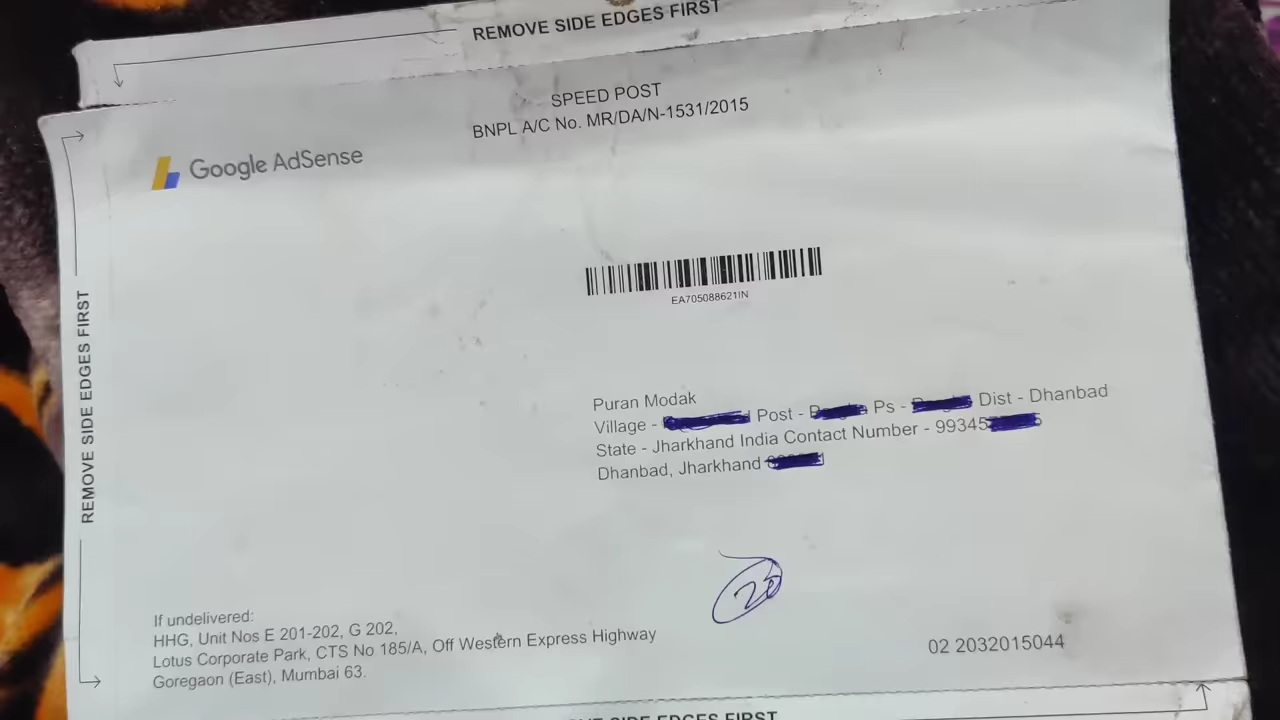 REMOVE SIDE EDGES FIRST
SPEED POST
BNPL A/C No. MR/DA/N-1531/2015
Google AdSense
REMOVE SIDE EDGES FIRST
EA705088621IN
Puran Modak
Village - Post - Ps - Dist - Dhanbad
State - Jharkhand India Contact Number - 99345
Dhanbad, Jharkhand
20
If undelivered:
HHG, Unit Nos E 201-202, G 202,
Lotus Corporate Park, CTS No 185/A, Off Western Express Highway
Goregaon (East), Mumbai 63.
02 2032015044
SIDE EDGES FIRST